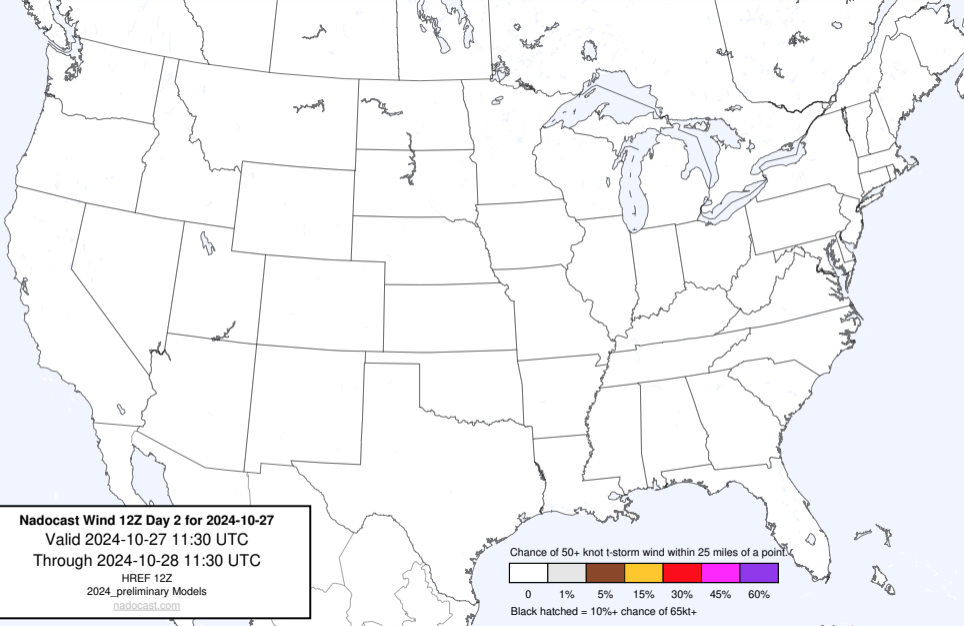 Nadocast Wind 12Z Day 2 for 2024-10-27
Valid 2024-10-27 11:30 UTC
Through 2024-10-28 11:30 UTC
HREF 12Z
2024_preliminary Models
nadocast.com
Chance of 50+ knot t-storm wind within 25 miles of a point.
0 1% 5% 15% 30% 45% 60%
Black hatched = 10%+ chance of 65kt+